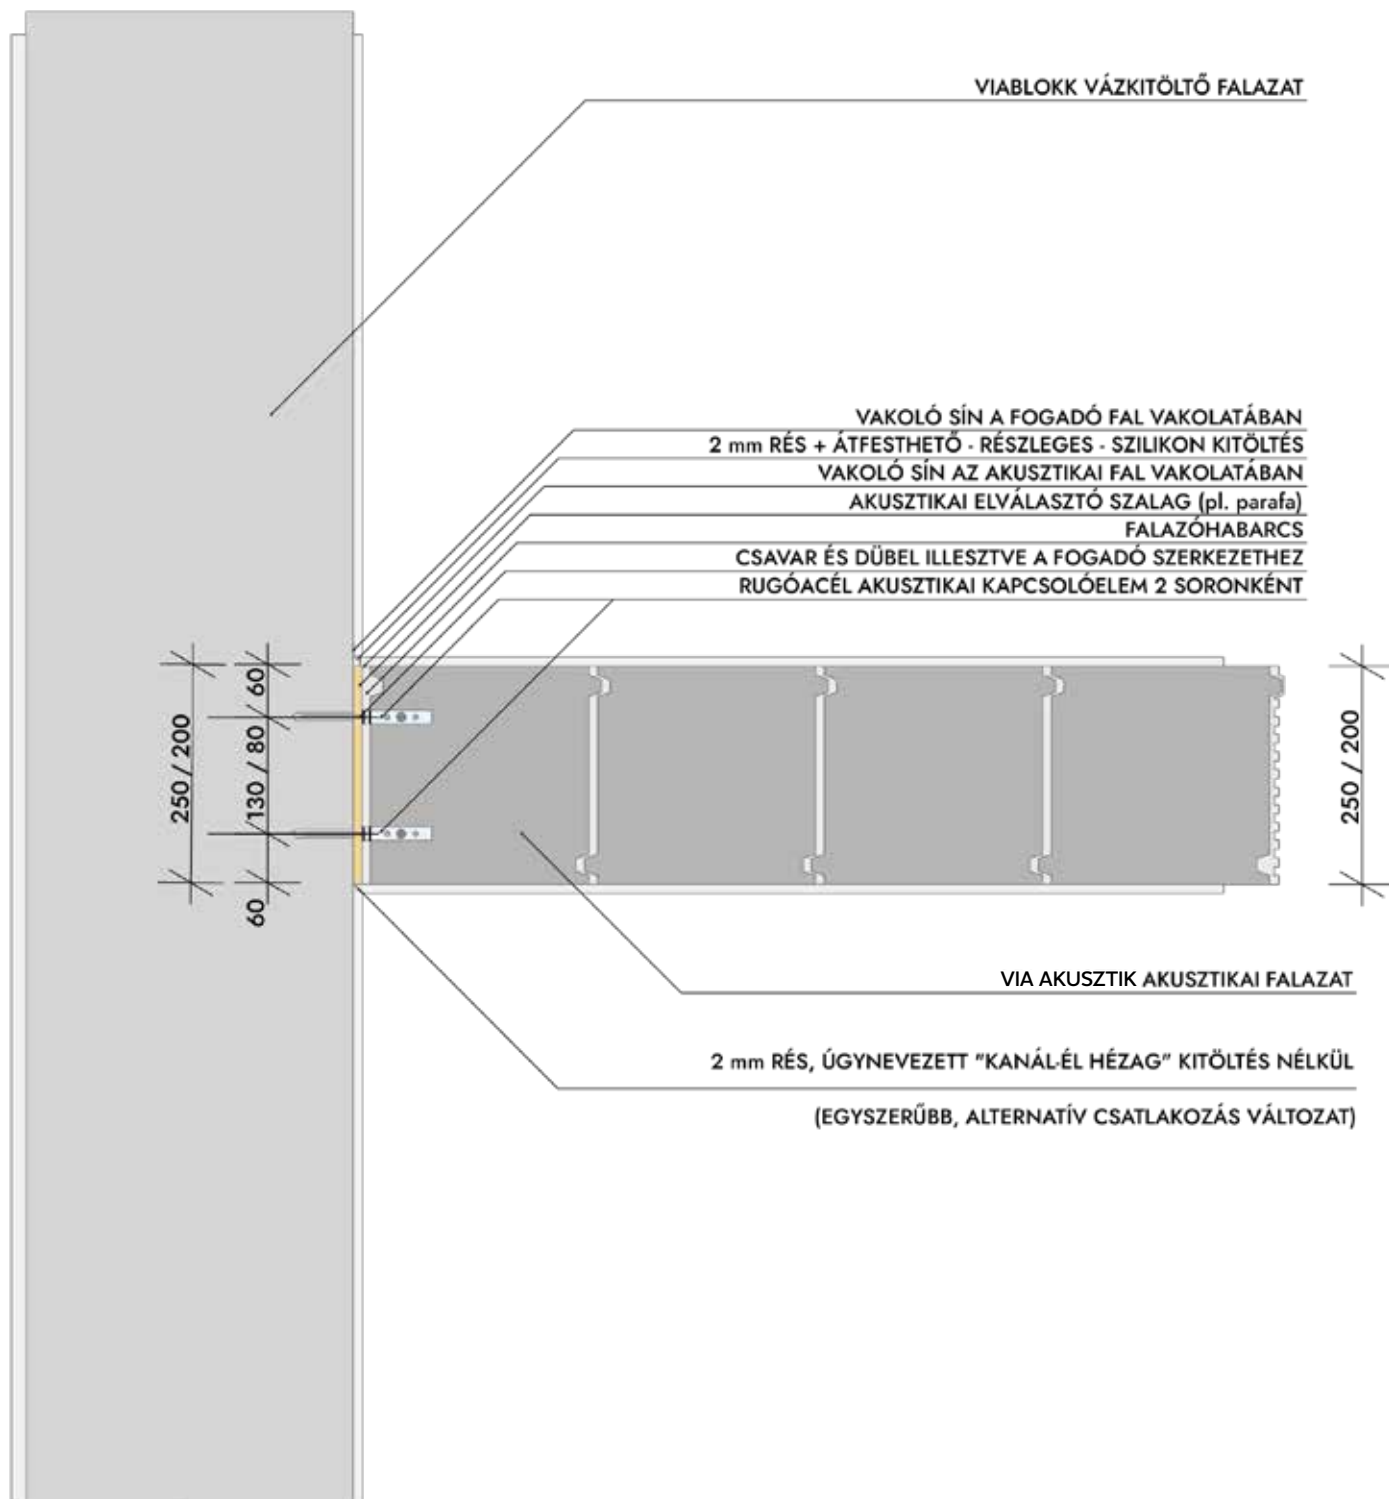 VIABLOKK VÁZKITÖLTŐ FALAZAT
VAKOLÓ SÍN A FOGADÓ FAL VAKOLATÁBAN
2 mm RÉS + ÁTFESTHETŐ - RÉSZLEGES - SZILIKON KITÖLTÉS
VAKOLÓ SÍN AZ AKUSZTIKAI FAL VAKOLATÁBAN
AKUSZTIKAI ELVÁLASZTÓ SZALAG (pl. parafa)
FALAZÓHABARCS
CSAVAR ÉS DÜBEL ILLESZTVE A FOGADÓ SZERKEZETHEZ
RUGÓACÉL AKUSZTIKAI KAPCSOLÓELEM 2 SORONKÉNT
250 / 200
60
130 / 80
60
250 / 200
VIA AKUSZTIK AKUSZTIKAI FALAZAT
2 mm RÉS, ÚGYNEVEZETT "KANÁL-ÉL HÉZAG" KITÖLTÉS NÉLKÜL
(EGYSZERŰBB, ALTERNATÍV CSATLAKOZÁS VÁLTOZAT)